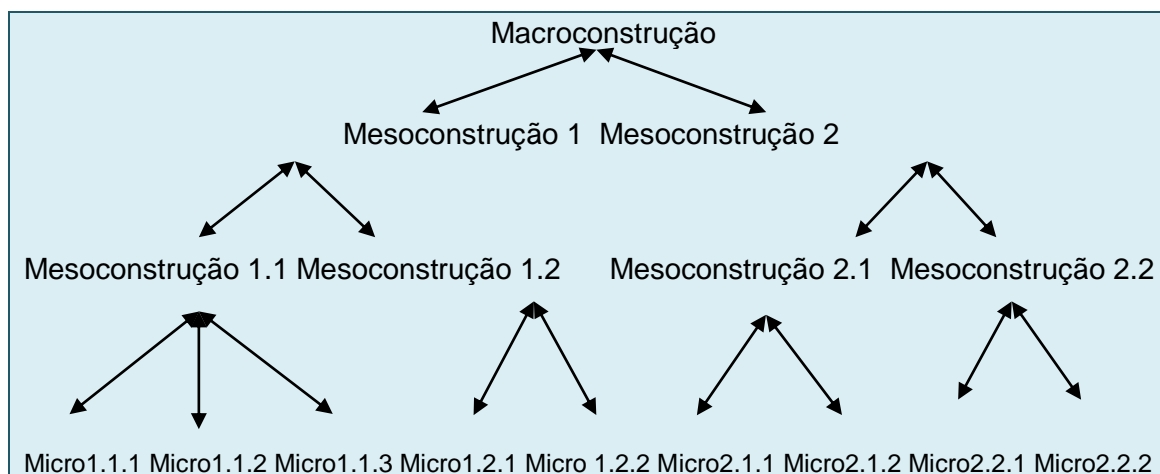 Macroconstrução
Mesoconstrução 1 Mesoconstrução 2
Mesoconstrução 1.1 Mesoconstrução 1.2 Mesoconstrução 2.1 Mesoconstrução 2.2
Micro1.1.1 Micro1.1.2 Micro1.1.3 Micro1.2.1 Micro 1.2.2 Micro2.1.1 Micro2.1.2 Micro2.2.1 Micro2.2.2